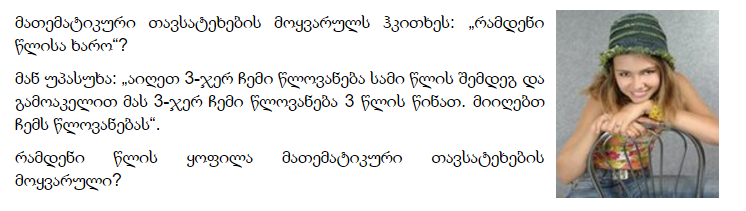 მათემატიკური თავსატეხების მოყვარულს ჰკითხეს: „რამდენი
წლისა ხარო“?
მან უპასუხა: „აიღეთ 3-ჯერ ჩემი წლოვანება სამი წლის შემდეგ და
გამოაკელით მას 3-ჯერ ჩემი წლოვანება 3 წლის წინათ. მიიღებთ
ჩემს წლოვანებას“.
რამდენი წლის ყოფილა მათემატიკური თავსატეხების
მოყვარული?